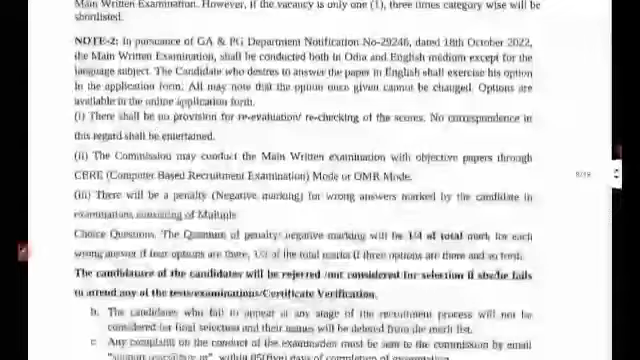 Main Written Examination. However, if the vacancy is only one (1), three times category wise will be
shortlisted.
NOTE-2: In pursuance of GA & PG Department Notification No-29246, dated 18th October 2022,
the Main Written Examination, shall be conducted both in Odia and English medium except for the
language subject. The Candidate who desires to answer the paper in English shall exercise his option
in the application form. All may note that the option once given cannot be changed. Options are
available in the online application form.
(i) There shall be no provision for re-evaluation/ re-checking of the scores. No correspondence in
this regard shall be entertained.
(ii) The Commission may conduct the Main Written examination with objective papers through
CBRE (Computer Based Recruitment Examination) Mode or OMR Mode.
(iii) There will be a penalty (Negative marking) for wrong answers marked by the candidate in
examinations consisting of Multiple
Choice Questions. The Quantum of penalty/ negative marking will be 1/4 of total mark for each
wrong answer if four options are there, 1/3 of the total marks if three options are there and so forth.
The candidature of the candidates will be rejected /not considered for selection if she/he fails
to attend any of the tests/examinations/Certificate Verification.
b. The candidates who fail to appear at any stage of the recruitment process will not be
considered for final selection and their names will be deleted from the merit list.
c. Any complaint on the conduct of the examination must be sent to the commission by email
within 05(five) days of completion of examination